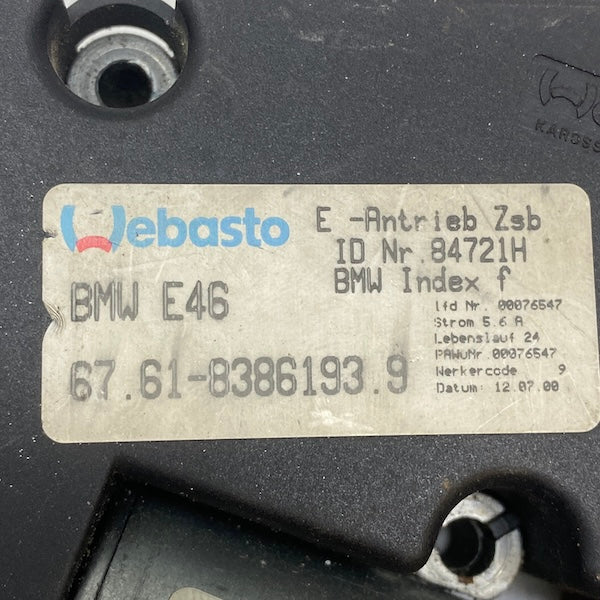 Webasto
E -Antrieb Zsb
ID Nr.84721H
BMW Index f
BMW E46
67.61-8386193.9
lfd Nr. 00076547
Strom 5.6 A
Lebenslauf 24
PAWuNr.00076547
Werkercode 9
Datum: 12.07.00